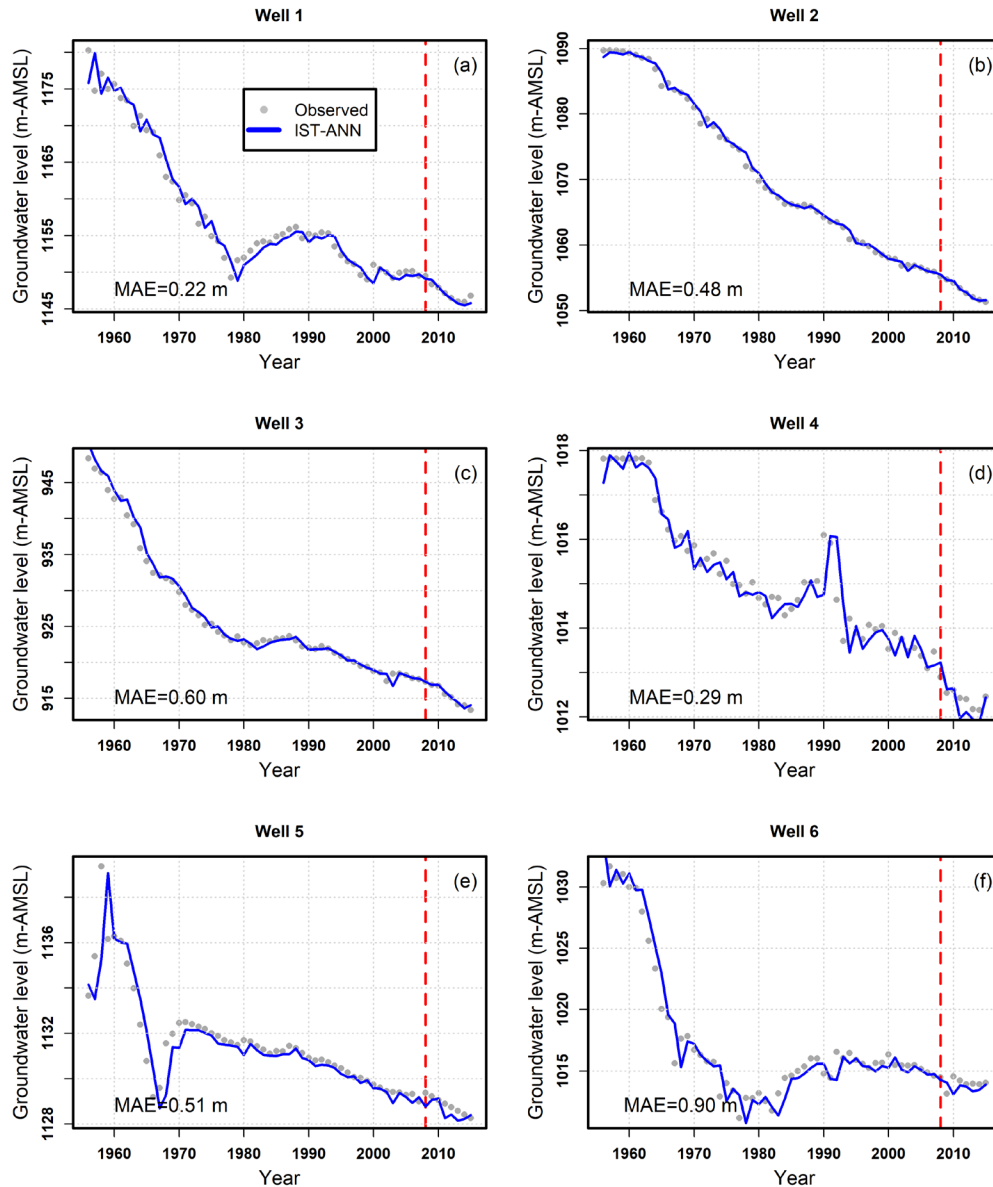 Well 1
Groundwater level (m-AMSL)
1175
1165
1155
1145
(a)
Observed
IST-ANN
MAE=0.22 m
1960 1970 1980 1990 2000 2010
Year
Well 2
Groundwater level (m-AMSL)
1090
1080
1070
1060
1050
(b)
MAE=0.48 m
1960 1970 1980 1990 2000 2010
Year
Well 3
Groundwater level (m-AMSL)
945
935
925
915
(c)
MAE=0.60 m
1960 1970 1980 1990 2000 2010
Year
Well 4
Groundwater level (m-AMSL)
1018
1016
1014
1012
(d)
MAE=0.29 m
1960 1970 1980 1990 2000 2010
Year
Well 5
Groundwater level (m-AMSL)
1136
1132
1128
(e)
MAE=0.51 m
1960 1970 1980 1990 2000 2010
Year
Well 6
Groundwater level (m-AMSL)
1030
1025
1020
1015
(f)
MAE=0.90 m
1960 1970 1980 1990 2000 2010
Year